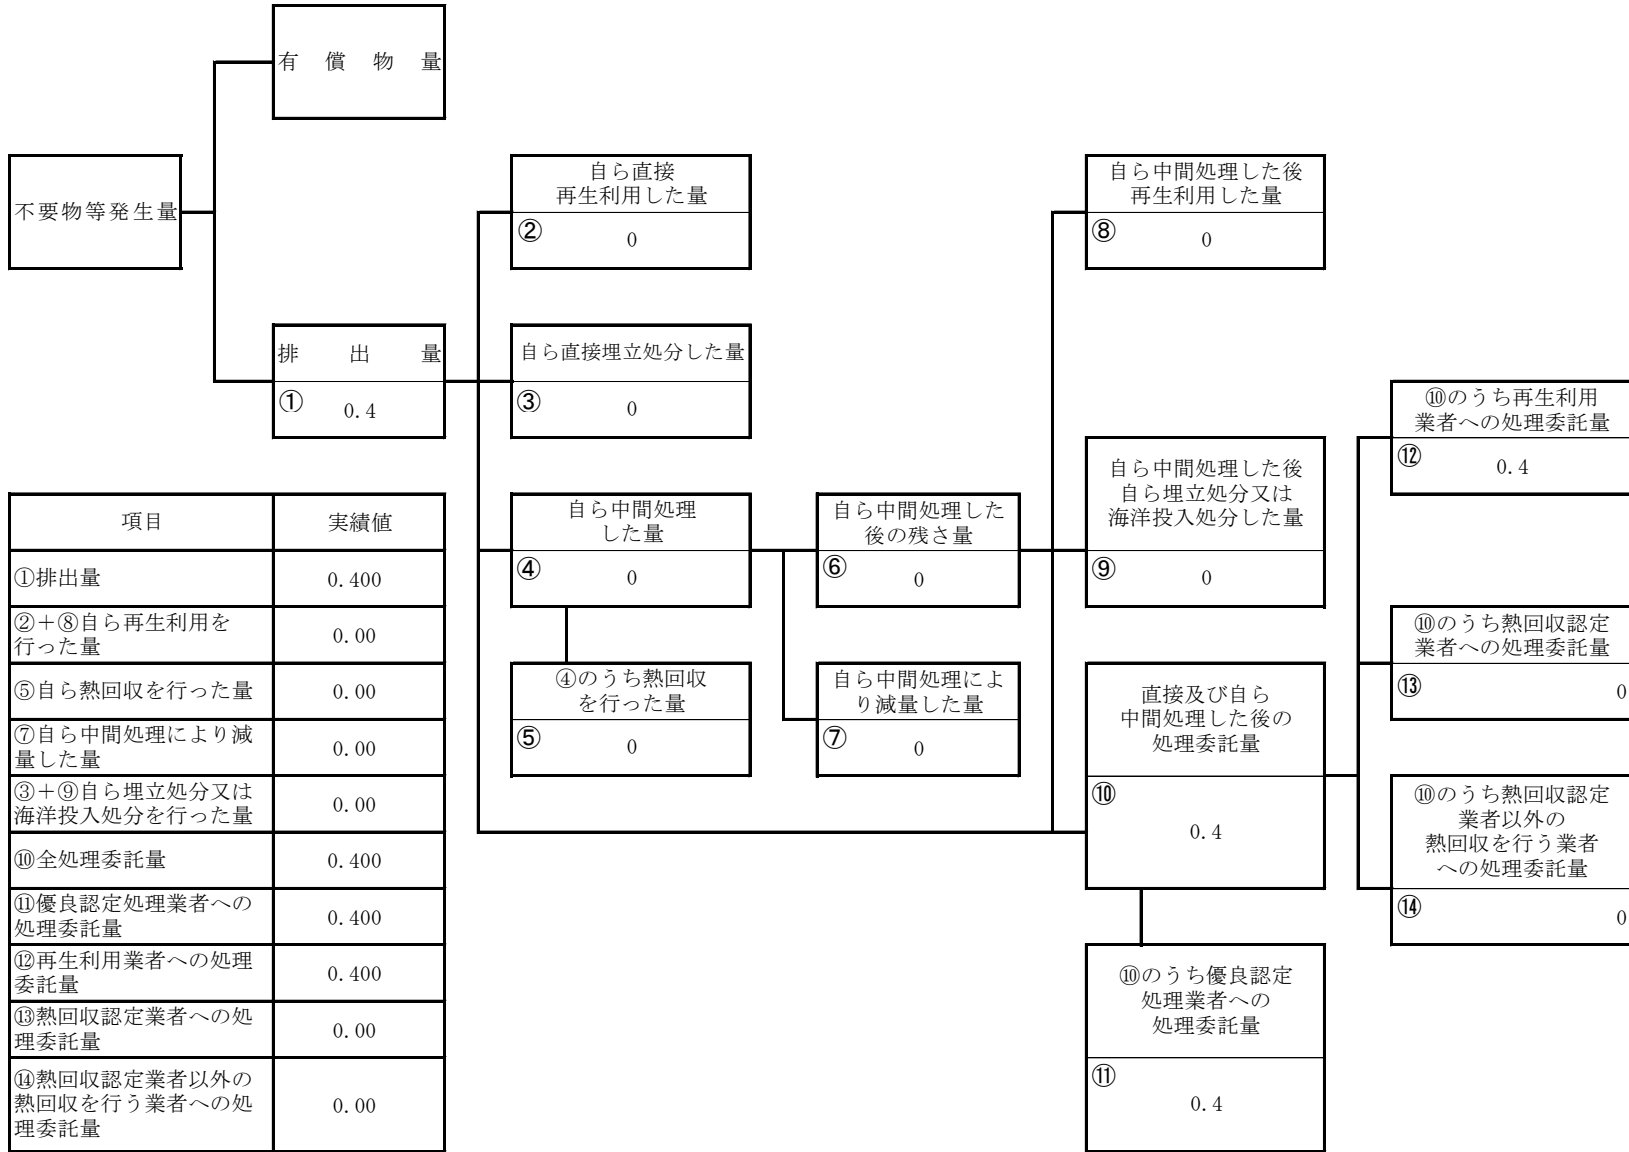 有償物量
不要物等発生量
排出量
① 0.4
自ら直接
再生利用した量
② 0
自ら直接埋立処分した量
③ 0
自ら中間処理
した量
④ 0
④のうち熱回収
を行った量
⑤ 0
自ら中間処理した
後の残さ量
⑥ 0
自ら中間処理によ
り減量した量
⑦ 0
自ら中間処理した後
再生利用した量
⑧ 0
自ら中間処理した後
自ら埋立処分又は
海洋投入処分した量
⑨ 0
直接及び自ら
中間処理した後の
処理委託量
⑩
0.4
⑩のうち優良認定
処理業者への
処理委託量
⑪
0.4
⑩のうち再生利用
業者への処理委託量
⑫ 0.4
⑩のうち熱回収認定
業者への処理委託量
⑬ 0
⑩のうち熱回収認定
業者以外の
熱回収を行う業者
への処理委託量
⑭ 0
項目 実績値
①排出量 0.400
②+⑧自ら再生利用を
行った量 0.00
⑤自ら熱回収を行った量 0.00
⑦自ら中間処理により減
量した量 0.00
③+⑨自ら埋立処分又は
海洋投入処分を行った量 0.00
⑩全処理委託量 0.400
⑪優良認定処理業者への
処理委託量 0.400
⑫再生利用業者への処理
委託量 0.400
⑬熱回収認定業者への処
理委託量 0.00
⑭熱回収認定業者以外の
熱回収を行う業者への処
理委託量 0.00